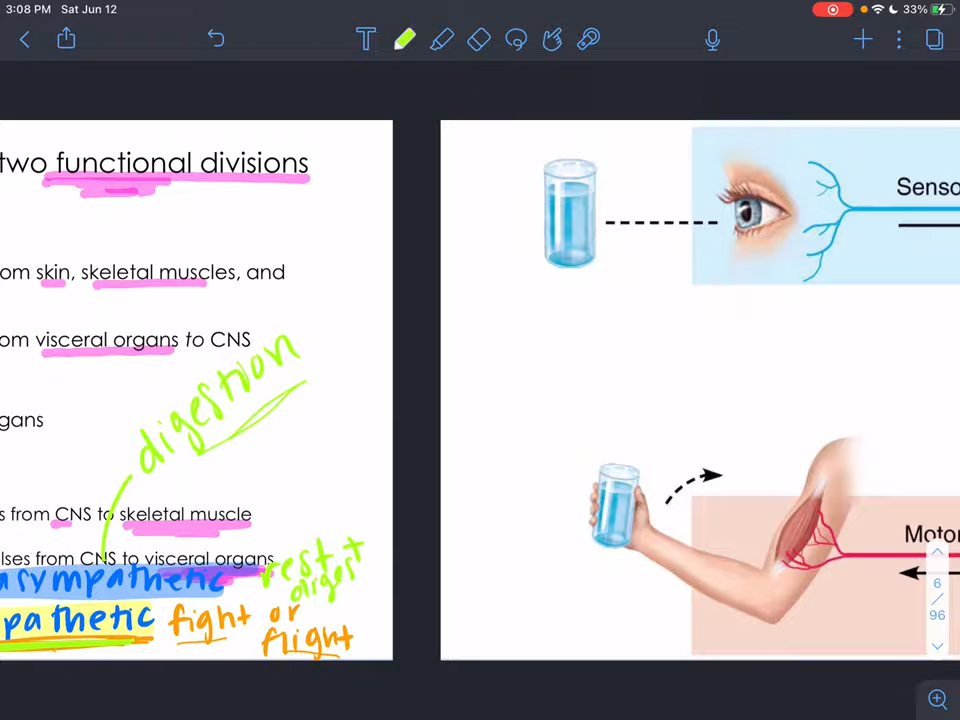 3:08 PM Sat Jun 12
33%
two functional divisions
om skin, skeletal muscles, and
om visceral organs to CNS
digestion
gans
s from CNS to skeletal muscle
lses from CNS to visceral organs
asympathetic rest +
digest
pathetic fight or
flight
Senso
Motor
6
/
96